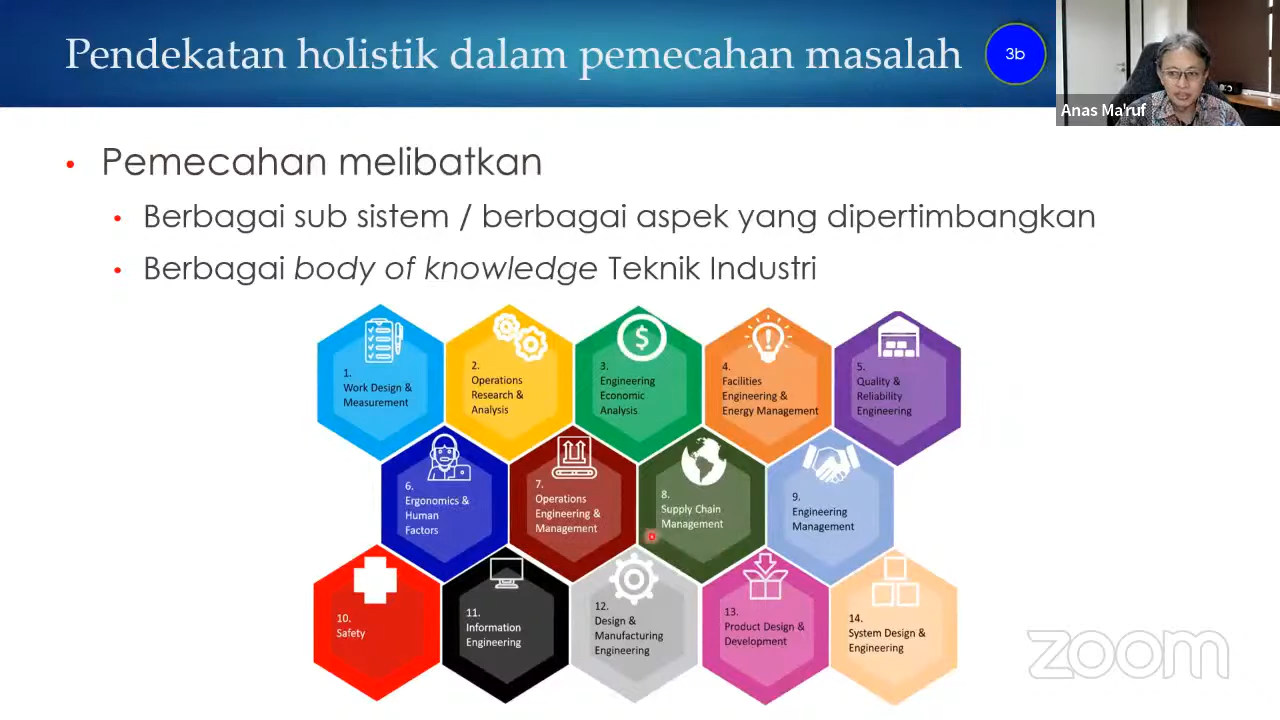 Pendekatan holistik dalam pemecahan masalah
3b
Anas Ma'ruf
• Pemecahan melibatkan
• Berbagai sub sistem / berbagai aspek yang dipertimbangkan
• Berbagai body of knowledge Teknik Industri
1.
Work Design &
Measurement
2.
Operations
Research &
Analysis
3.
Engineering
Economic
Analysis
4.
Facilities
Engineering &
Energy Management
5.
Quality &
Reliability
Engineering
6.
Ergonomics &
Human
Factors
7.
Operations
Engineering &
Management
8.
Supply Chain
Management
9.
Engineering
Management
10.
Safety
11.
Information
Engineering
12.
Design &
Manufacturing
Engineering
13.
Product Design &
Development
14.
System Design &
Engineering
zoom